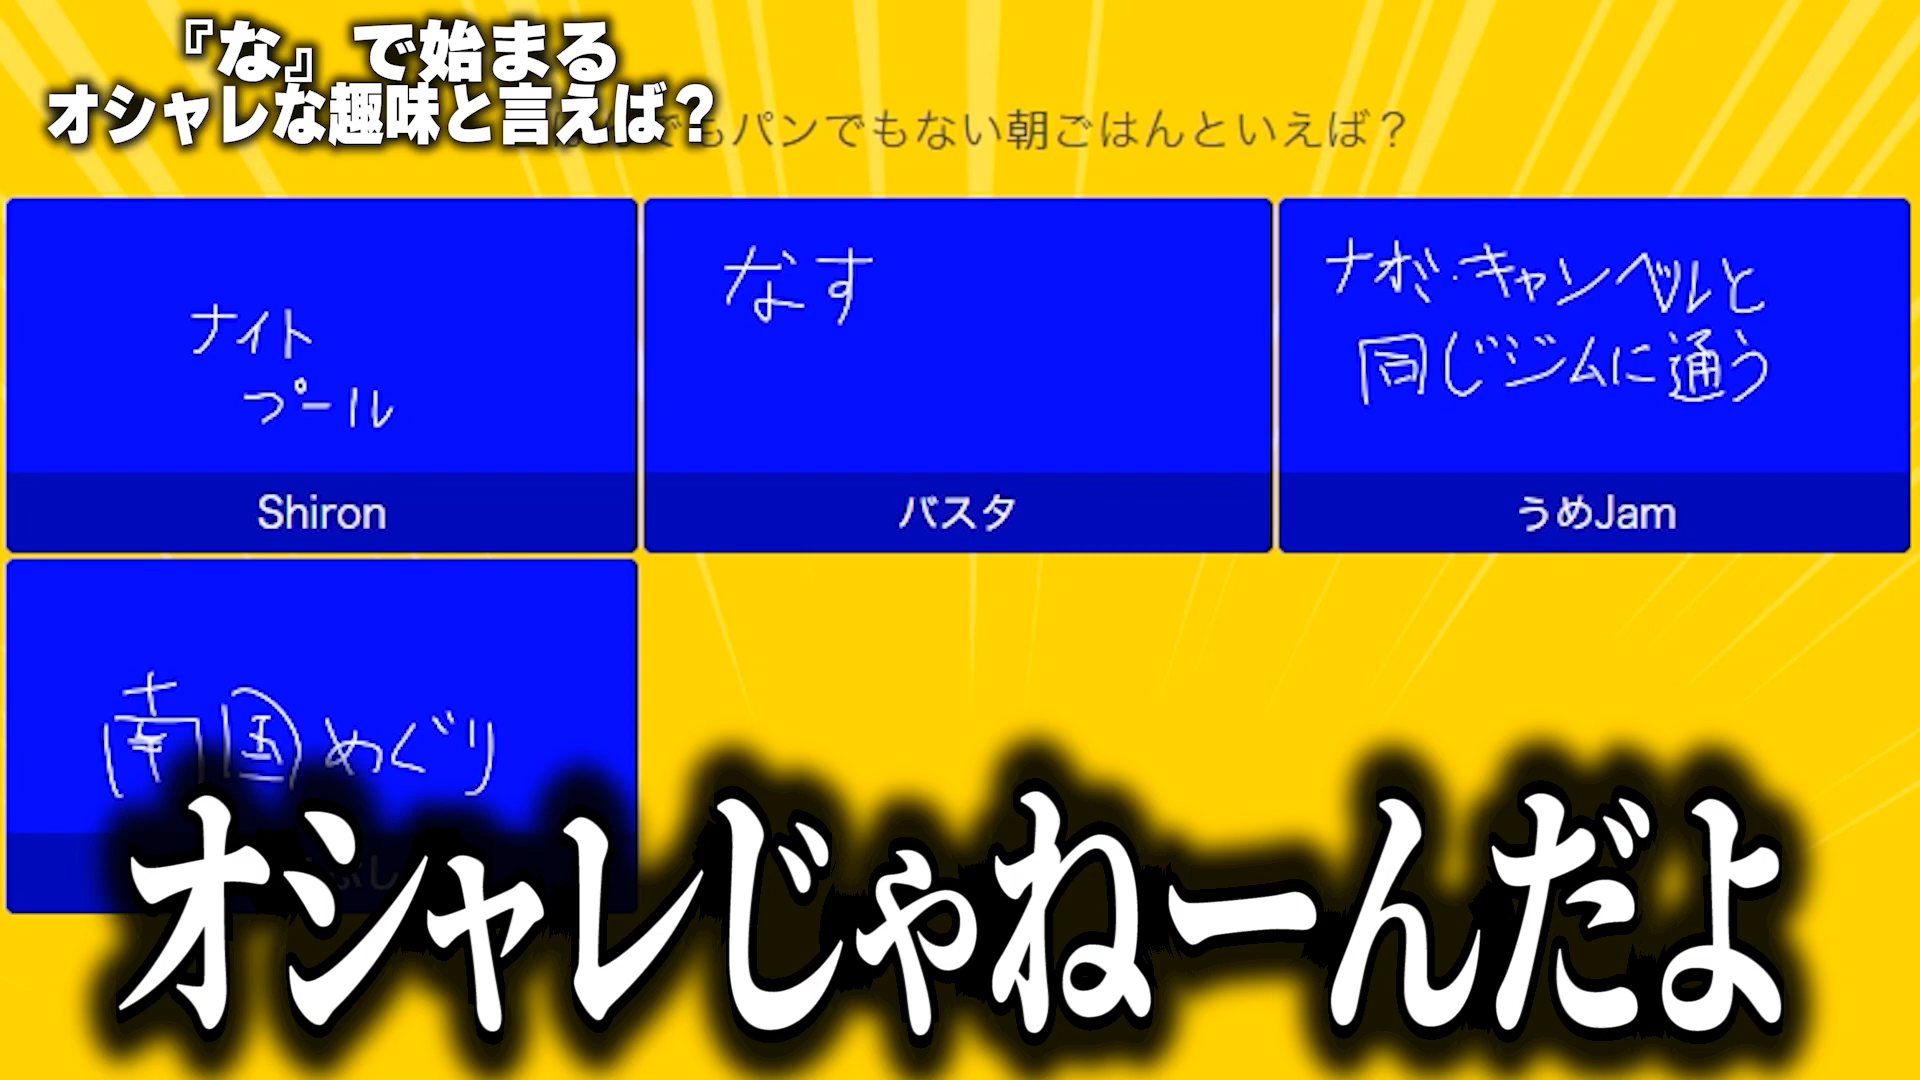 『な』で始まる
オシャレな趣味と言えば？
でもパンでもない朝ごはんといえば？
ナイト
プール
Shiron
なす
バスタ
ナオミ・キャンベルと
同じジムに通う
うめJam
南国めぐり
ぶし
オシャレじゃねーんだよ